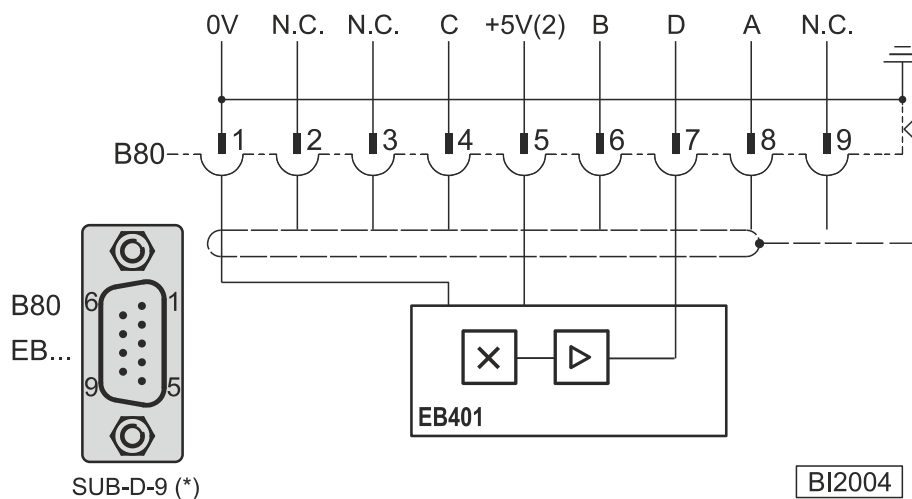 0V N.C. N.C. C +5V(2) B D A N.C.
B80 1 2 3 4 5 6 7 8 9
B80 6 1
EB...
9 5
EB401
SUB-D-9 (*)
BI2004